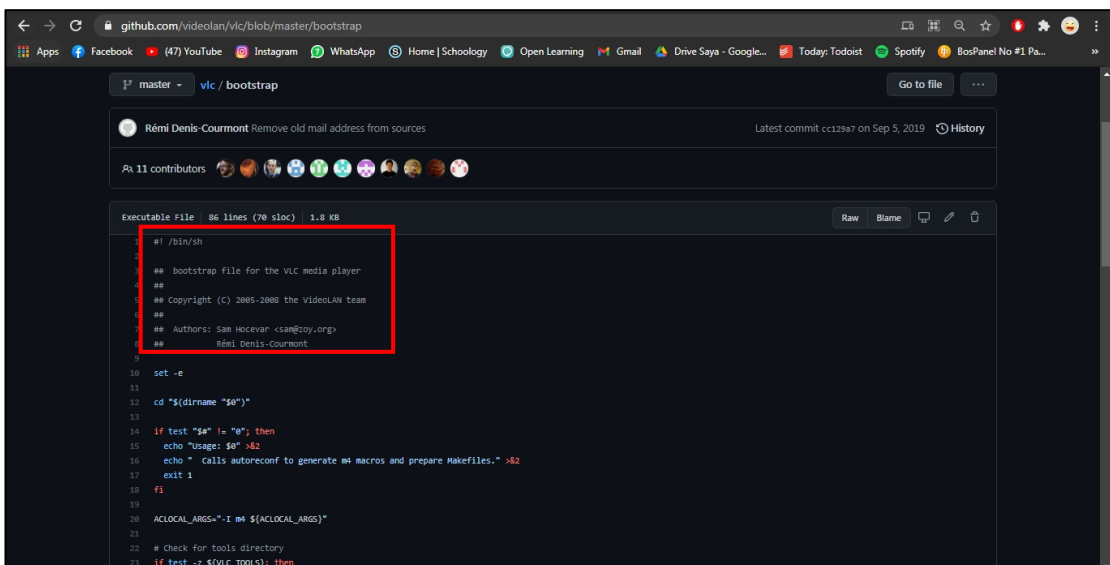 github.com/videolan/vlc/blob/master/bootstrap
Apps Facebook (47) YouTube Instagram WhatsApp Home | Schoology Open Learning Gmail Drive Saya - Google... Today: Todoist Spotify BosPanel No #1 Pa... »
master vlc / bootstrap Go to file ...
Rémi Denis-Courmont Remove old mail address from sources Latest commit cc129a7 on Sep 5, 2019 History
11 contributors
Executable File 86 lines (70 sloc) 1.8 KB Raw Blame
1 #! /bin/sh
2
3 ## bootstrap file for the VLC media player
4 ##
5 ## Copyright (C) 2005-2008 the VideoLAN team
6 ##
7 ## Authors: Sam Hocevar <sam@zoy.org>
8 ## Rémi Denis-Courmont
9
10 set -e
11
12 cd "$(dirname "$0")"
13
14 if test "$#" != "0"; then
15 echo "Usage: $0" >&2
16 echo " Calls autoreconf to generate m4 macros and prepare Makefiles." >&2
17 exit 1
18 fi
19
20 ACLOCAL_ARGS="-I m4 ${ACLOCAL_ARGS}"
21
22 # Check for tools directory
23 if test -z ${VLC_TOOLS}; then